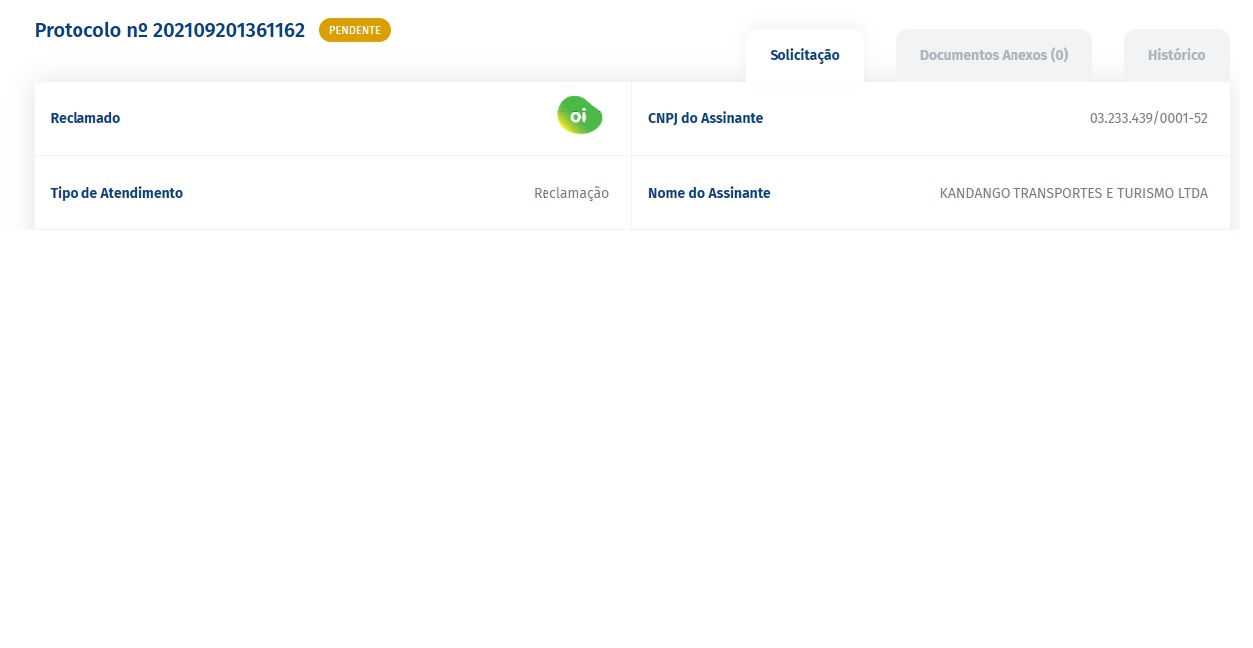 Protocolo nº 202109201361162 PENDENTE
Solicitação Documentos Anexos (0) Histórico
Reclamado oi CNPJ do Assinante 03.233.439/0001-52
Tipo de Atendimento Reclamação Nome do Assinante KANDANGO TRANSPORTES E TURISMO LTDA